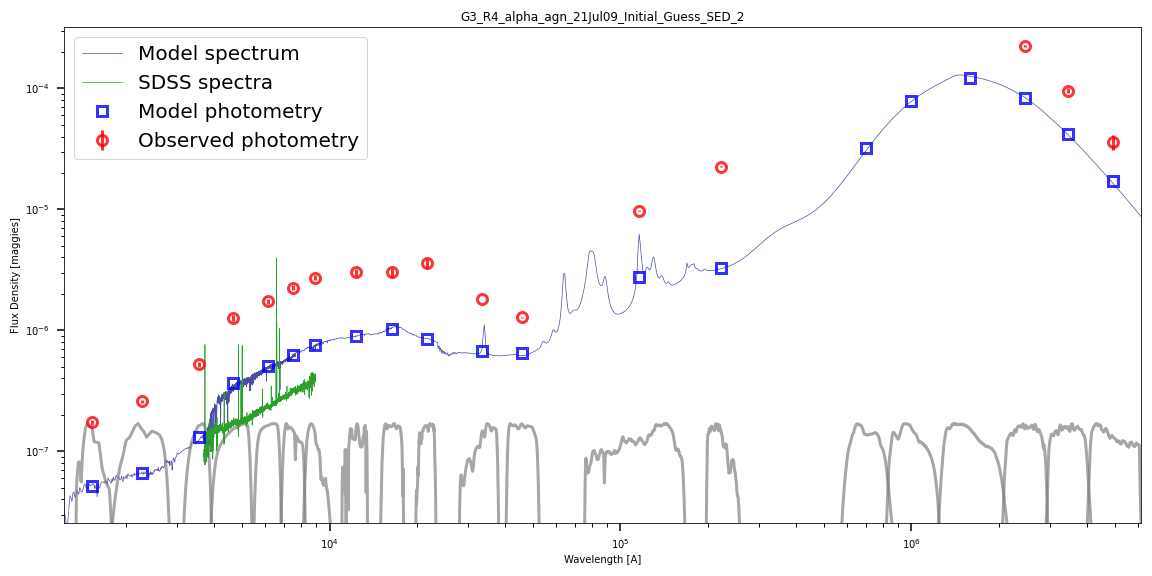 G3_R4_alpha_agn_21Jul09_Initial_Guess_SED_2
Model spectrum
SDSS spectra
Model photometry
Observed photometry
Flux Density [maggies]
10⁻⁴
10⁻⁵
10⁻⁶
10⁻⁷
10⁴
10⁵
10⁶
Wavelength [A]